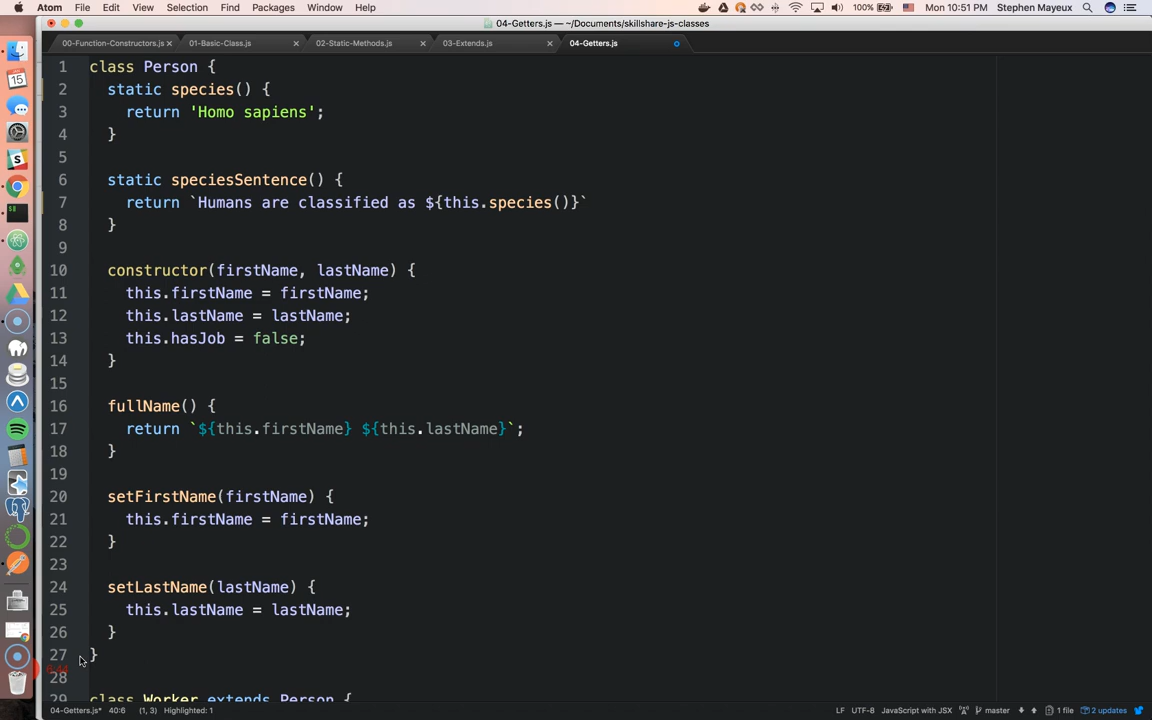 Atom File Edit View Selection Find Packages Window Help 100% Mon 10:51 PM Stephen Mayeux
04-Getters.js — ~/Documents/skillshare-js-classes
00-Function-Constructors.js 01-Basic-Class.js 02-Static-Methods.js 03-Extends.js 04-Getters.js
1 class Person {
2 static species() {
3 return 'Homo sapiens';
4 }
5
6 static speciesSentence() {
7 return `Humans are classified as ${this.species()}`
8 }
9
10 constructor(firstName, lastName) {
11 this.firstName = firstName;
12 this.lastName = lastName;
13 this.hasJob = false;
14 }
15
16 fullName() {
17 return `${this.firstName} ${this.lastName}`;
18 }
19
20 setFirstName(firstName) {
21 this.firstName = firstName;
22 }
23
24 setLastName(lastName) {
25 this.lastName = lastName;
26 }
27 }
28
29 class Worker extends Person {
04-Getters.js* 40:6 (1, 3) Highlighted: 1 LF UTF-8 JavaScript with JSX master 1 file 2 updates